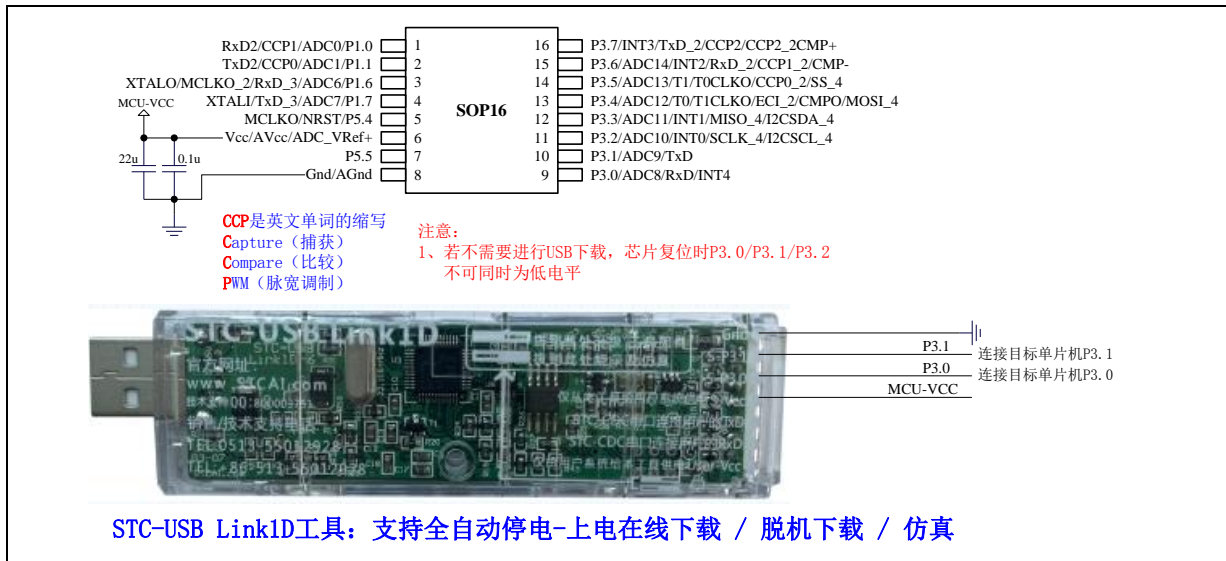 RxD2/CCP1/ADC0/P1.0
TxD2/CCP0/ADC1/P1.1
XTALO/MCLKO_2/RxD_3/ADC6/P1.6
XTALI/TxD_3/ADC7/P1.7
MCLKO/NRST/P5.4
Vcc/AVcc/ADC_VRef+
P5.5
Gnd/AGnd
1
2
3
4
5
6
7
8
SOP16
16
15
14
13
12
11
10
9
P3.7/INT3/TxD_2/CCP2/CCP2_2CMP+
P3.6/ADC14/INT2/RxD_2/CCP1_2/CMP-
P3.5/ADC13/T1/T0CLKO/CCP0_2/SS_4
P3.4/ADC12/T0/T1CLKO/ECI_2/CMPO/MOSI_4
P3.3/ADC11/INT1/MISO_4/I2CSDA_4
P3.2/ADC10/INT0/SCLK_4/I2CSCL_4
P3.1/ADC9/TxD
P3.0/ADC8/RxD/INT4
MCU-VCC
22u
0.1u
CCP是英文单词的缩写
Capture（捕获）
Compare（比较）
PWM（脉宽调制）
注意：
1、若不需要进行USB下载，芯片复位时P3.0/P3.1/P3.2
不可同时为低电平
STC-USB Link1D
官方网址:
www.STCAI.com
P3.1 连接目标单片机P3.1
P3.0 连接目标单片机P3.0
MCU-VCC
STC-USB Link1D工具：支持全自动停电-上电在线下载 / 脱机下载 / 仿真